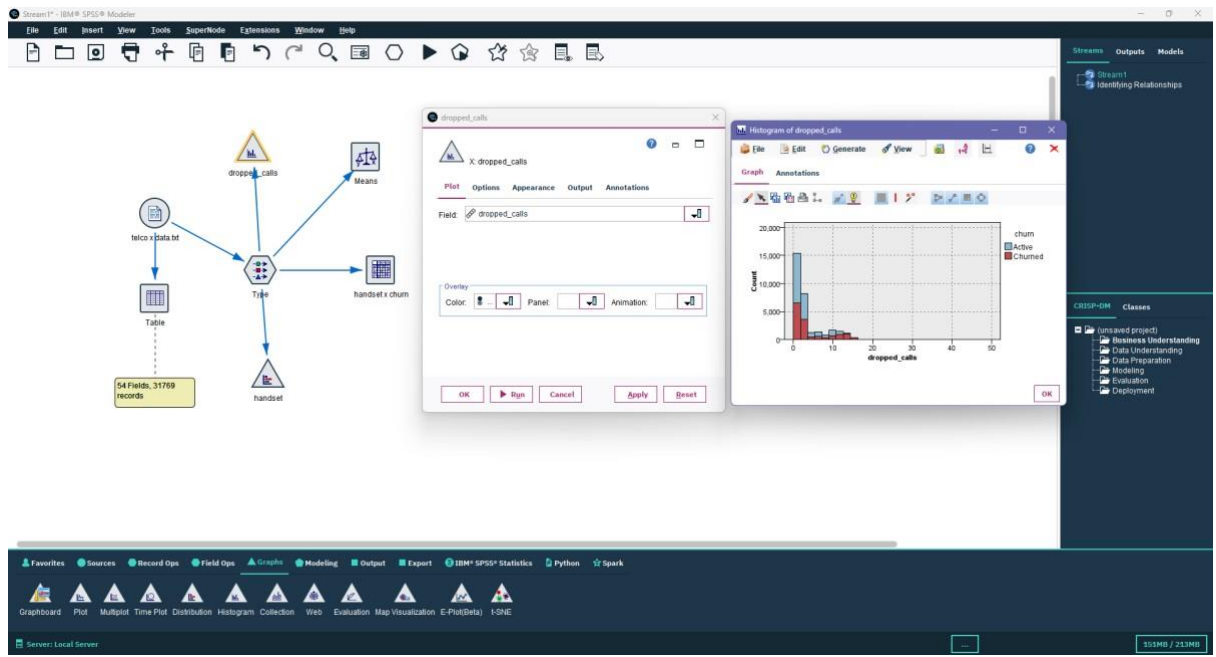 Stream1* - IBM® SPSS® Modeler
File Edit Insert View Tools SuperNode Extensions Window Help
Streams Outputs Models
Stream1
Identifying Relationships
dropped_calls
Means
telco x data.txt
Type
handset x churn
Table
54 Fields, 31769
records
handset
dropped_calls
X: dropped_calls
Plot Options Appearance Output Annotations
Field: dropped_calls
Overlay
Color: ... Panel: Animation:
OK Run Cancel Apply Reset
Histogram of dropped_calls
File Edit Generate View
Graph Annotations
20,000
15,000
10,000
5,000
0
Count
0 10 20 30 40 50
dropped_calls
churn
Active
Churned
OK
CRISP-DM Classes
(unsaved project)
Business Understanding
Data Understanding
Data Preparation
Modeling
Evaluation
Deployment
Favorites Sources Record Ops Field Ops Graphs Modeling Output Export IBM® SPSS® Statistics Python Spark
Graphboard Plot Multiplot Time Plot Distribution Histogram Collection Web Evaluation Map Visualization E-Plot(Beta) t-SNE
Server: Local Server
...
151MB / 213MB